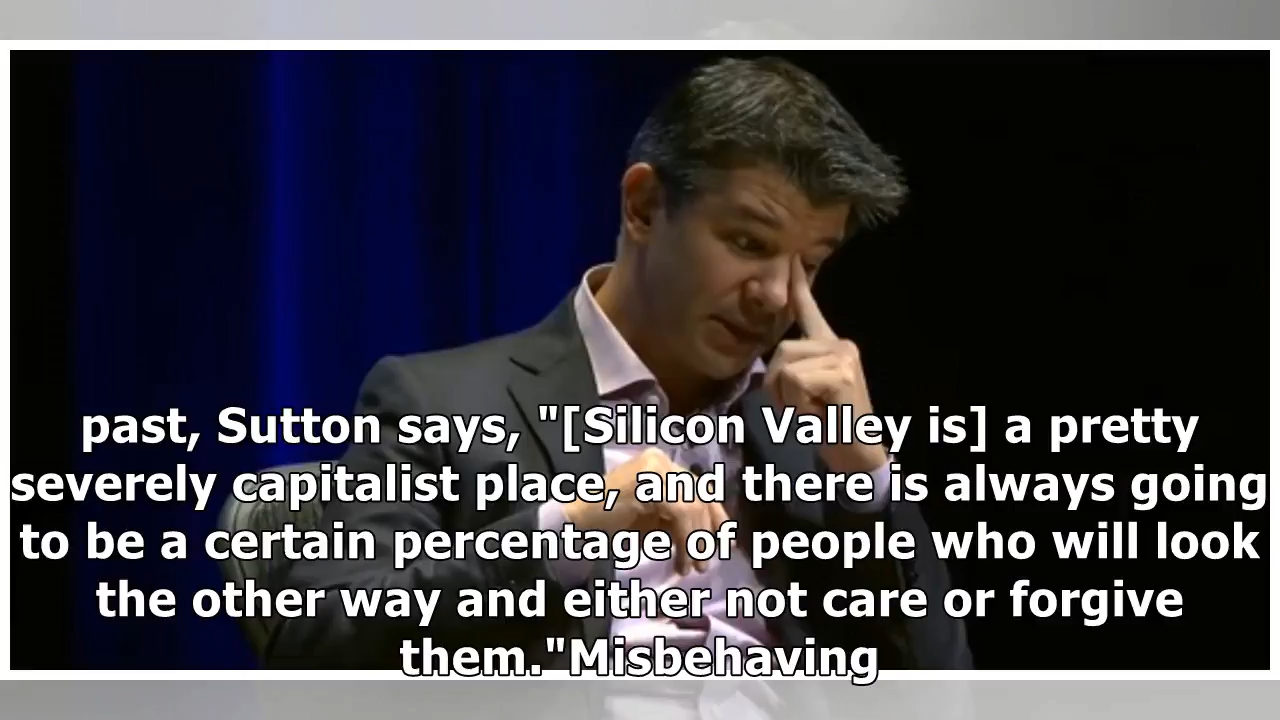 past, Sutton says, "[Silicon Valley is] a pretty
severely capitalist place, and there is always going
to be a certain percentage of people who will look
the other way and either not care or forgive
them."Misbehaving